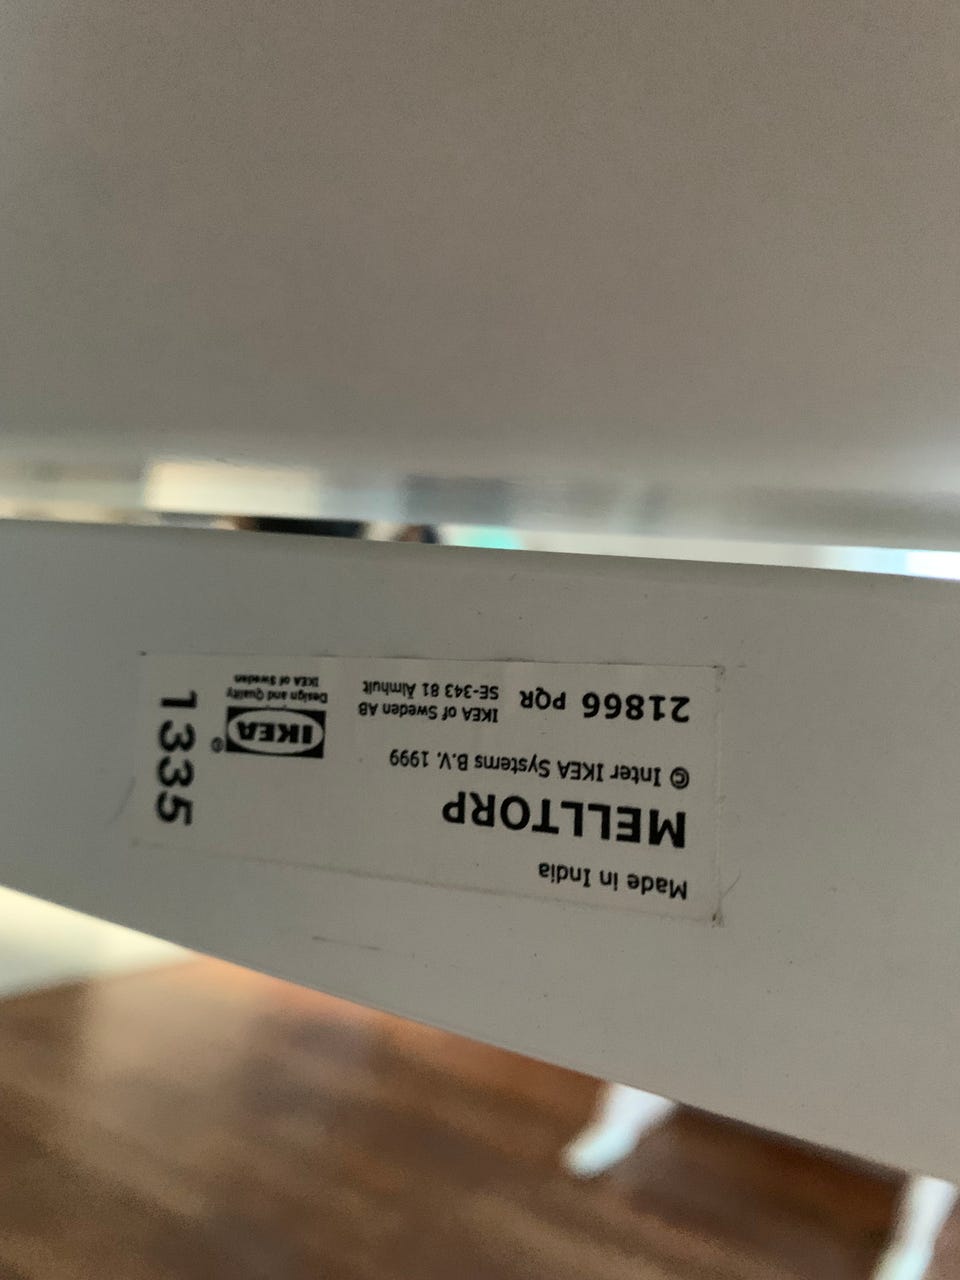 Made in India
MELLTORP
© Inter IKEA Systems B.V. 1999
21866 PQR
IKEA of Sweden AB
SE-343 81 Älmhult
IKEA®
Design and Quality
IKEA of Sweden
1335